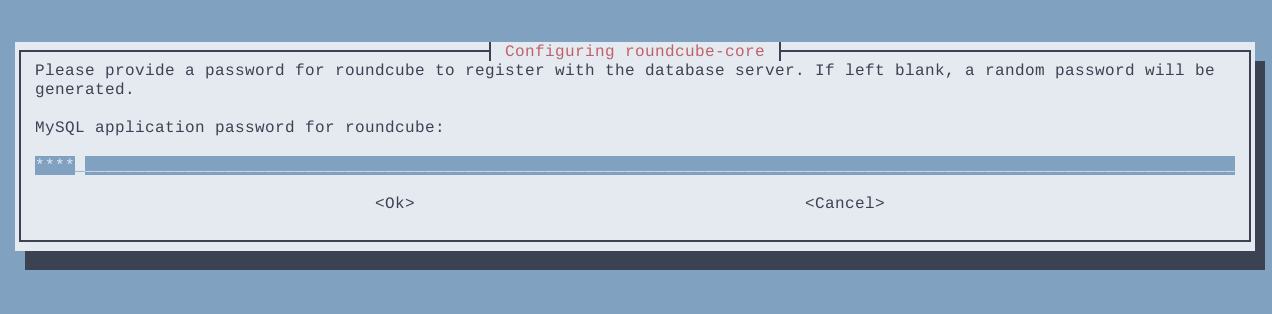 Configuring roundcube-core
Please provide a password for roundcube to register with the database server. If left blank, a random password will be
generated.
MySQL application password for roundcube:
****
<Ok> <Cancel>